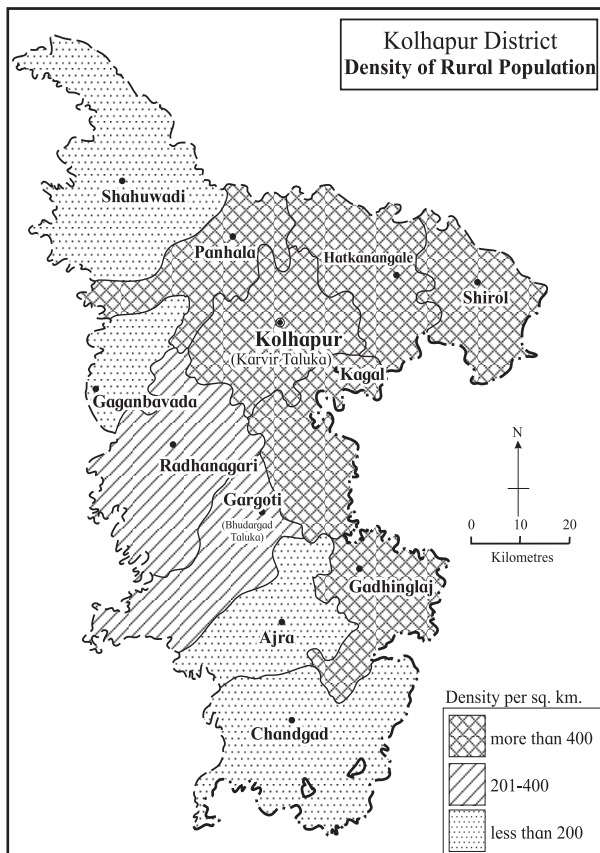 Kolhapur District
Density of Rural Population
Shahuwadi
Panhala
Hatkanangale
Shirol
Kolhapur
(Karvir Taluka)
Kagal
Gaganbavada
Radhanagari
Gargoti
(Bhudargad
Taluka)
N
0 10 20
Kilometres
Gadhinglaj
Ajra
Chandgad
Density per sq. km.
more than 400
201-400
less than 200